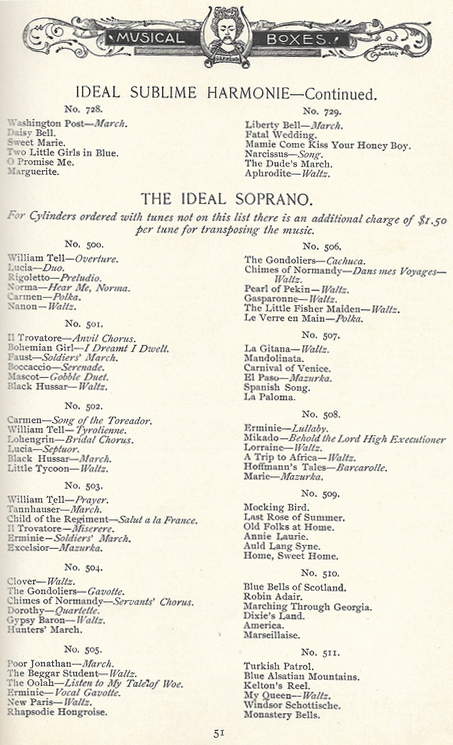 MUSICAL BOXES.
IDEAL SUBLIME HARMONIE—Continued.
No. 728.
Washington Post—March.
Daisy Bell.
Sweet Marie.
Two Little Girls in Blue.
O Promise Me.
Marguerite.
No. 729.
Liberty Bell—March.
Fatal Wedding.
Mamie Come Kiss Your Honey Boy.
Narcissus—Song.
The Dude's March.
Aphrodite—Waltz.
THE IDEAL SOPRANO.
For Cylinders ordered with tunes not on this list there is an additional charge of $1.50
per tune for transposing the music.
No. 500.
William Tell—Overture.
Lucia—Duo.
Rigoletto—Preludio.
Norma—Hear Me, Norma.
Carmen—Polka.
Nanon—Waltz.
No. 501.
Il Trovatore—Anvil Chorus.
Bohemian Girl—I Dreamt I Dwelt.
Faust—Soldiers' March.
Boccaccio—Serenade.
Mascot—Gobble Duet.
Black Hussar—Waltz.
No. 502.
Carmen—Song of the Toreador.
William Tell—Tyrolienne.
Lohengrin—Bridal Chorus.
Lucia—Septuor.
Black Hussar—March.
Little Tycoon—Waltz.
No. 503.
William Tell—Prayer.
Tannhauser—March.
Child of the Regiment—Salut a la France.
Il Trovatore—Miserere.
Erminie—Soldiers' March.
Excelsior—Mazurka.
No. 504.
Clover—Waltz.
The Gondoliers—Gavotte.
Chimes of Normandy—Servants' Chorus.
Dorothy—Quartette.
Gypsy Baron—Waltz.
Hunters' March.
No. 505.
Poor Jonathan—March.
The Beggar Student—Waltz.
The Oolah—Listen to My Tale of Woe.
Erminie—Vocal Gavotte.
New Paris—Waltz.
Rhapsodie Hongroise.
No. 506.
The Gondoliers—Cachuca.
Chimes of Normandy—Dans mes Voyages—
Waltz.
Pearl of Pekin—Waltz.
Gasparonne—Waltz.
The Little Fisher Maiden—Waltz.
Le Verre en Main—Polka.
No. 507.
La Gitana—Waltz.
Mandolinata.
Carnival of Venice.
El Paso—Mazurka.
Spanish Song.
La Paloma.
No. 508.
Erminie—Lullaby.
Mikado—Behold the Lord High Executioner
Lorraine—Waltz.
A Trip to Africa—Waltz.
Hoffmann's Tales—Barcarolle.
Marie—Mazurka.
No. 509.
Mocking Bird.
Last Rose of Summer.
Old Folks at Home.
Annie Laurie.
Auld Lang Syne.
Home, Sweet Home.
No. 510.
Blue Bells of Scotland.
Robin Adair.
Marching Through Georgia.
Dixie's Land.
America.
Marseillaise.
No. 511.
Turkish Patrol.
Blue Alsatian Mountains.
Kelton's Reel.
My Queen—Waltz.
Windsor Schottische.
Monastery Bells.
51